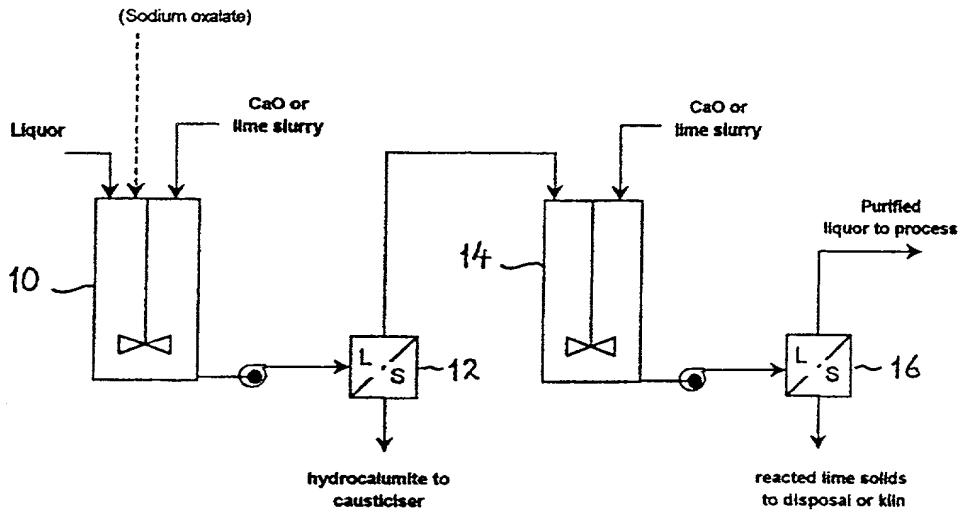 (Sodium oxalate)
CaO or
lime slurry
Liquor
CaO or
lime slurry
Purified
liquor to process
10
14
L
S
12
L
S
16
hydrocalumite to
causticiser
reacted lime solids
to disposal or kiln